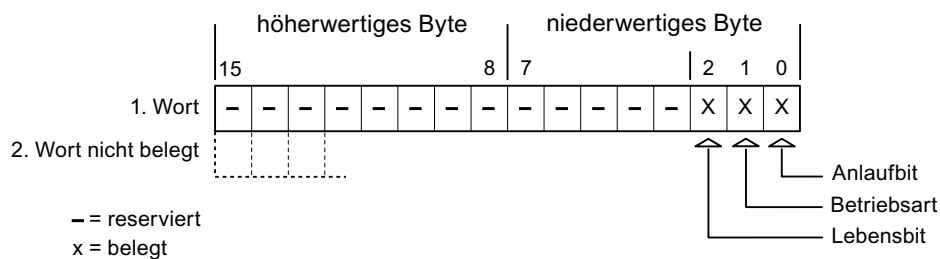 höherwertiges Byte niederwertiges Byte
15 8 7 2 1 0
1. Wort – – – – – – – – – – – – – X X X
2. Wort nicht belegt
Anlaufbit
Betriebsart
Lebensbit
– = reserviert
x = belegt